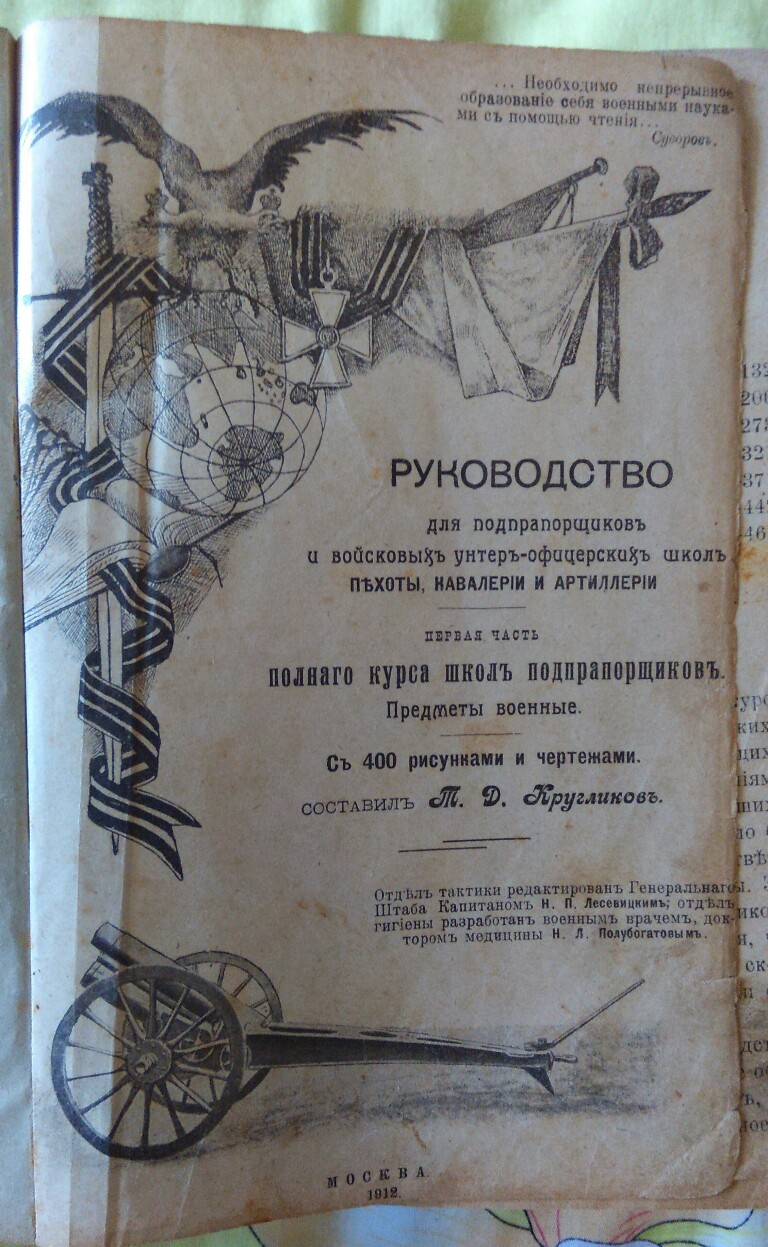 ... Необходимо непрерывное
образованіе себя военными наука-
ми съ помощью чтенія...
Суворовъ.
РУКОВОДСТВО
для подпрапорщиковъ
и войсковыхъ унтеръ-офицерскихъ школъ
ПѢХОТЫ, КАВАЛЕРІИ И АРТИЛЛЕРІИ
ПЕРВАЯ ЧАСТЬ
полнаго курса школъ подпрапорщиковъ.
Предметы военные.
Съ 400 рисунками и чертежами.
СОСТАВИЛЪ Т. Д. Кругликовъ.
Отдѣлъ тактики редактированъ Генеральнаго
Штаба Капитаномъ Н. П. Лесевицкимъ; отдѣлъ
гигіены разработанъ военнымъ врачемъ, док-
торомъ медицины Н. Л. Полубогатовымъ.
МОСКВА.
1912.